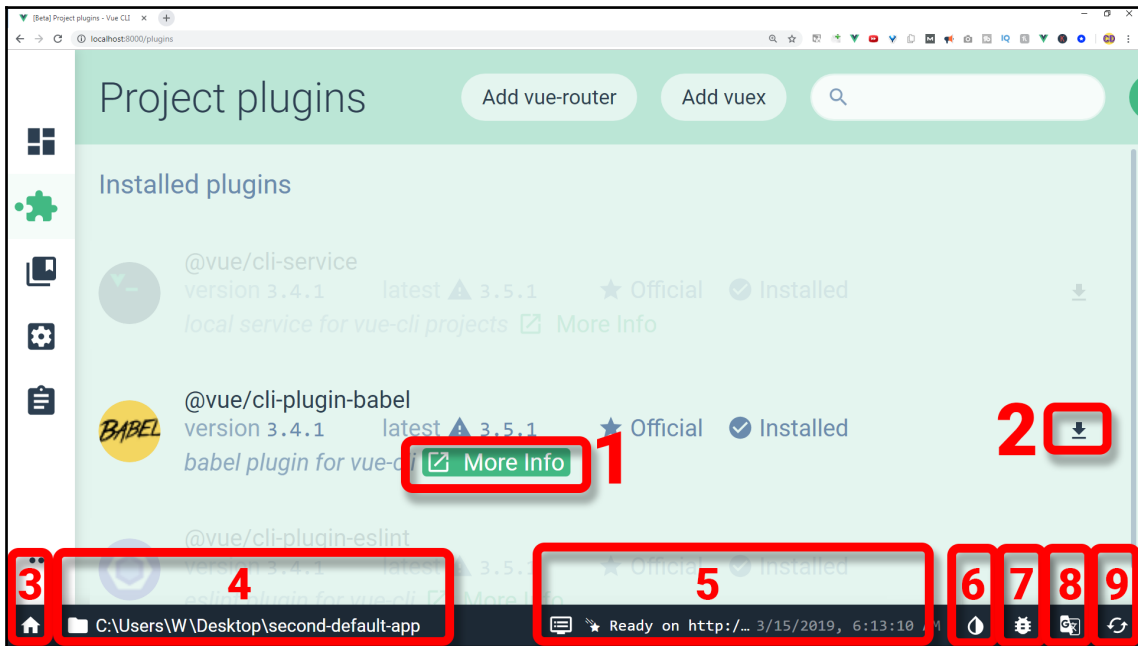 [Beta] Project plugins - Vue CLI
localhost:8000/plugins
Project plugins
Add vue-router
Add vuex
Installed plugins
@vue/cli-service
version 3.4.1 latest 3.5.1 Official Installed
local service for vue-cli projects More Info
@vue/cli-plugin-babel
BABEL
version 3.4.1 latest 3.5.1 Official Installed
babel plugin for vue-cli More Info
1
2
@vue/cli-plugin-eslint
version 3.4.1 latest 3.5.1 Official Installed
eslint plugin for vue-cli More Info
3
4
5
6
7
8
9
C:\Users\W\Desktop\second-default-app
Ready on http:/… 3/15/2019, 6:13:10 AM